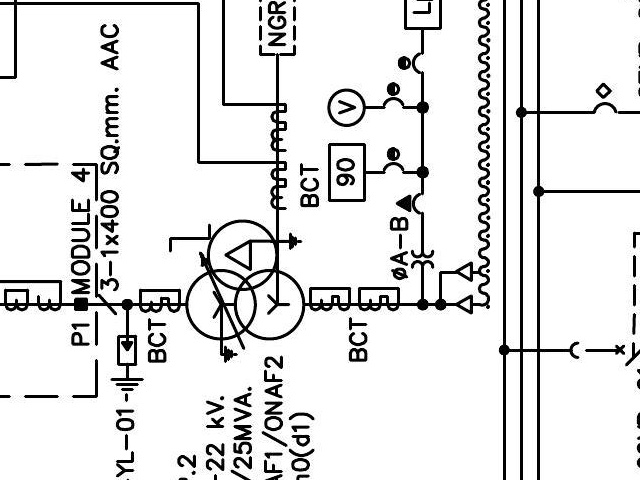 NGR
3-1x400 SQ.mm. AAC
MODULE 4
P1
BCT
BCT
BCT
V
90
øA-B
YL-01
P.2
-22 kV.
/25MVA.
AF1/ONAF2
n0(d1)